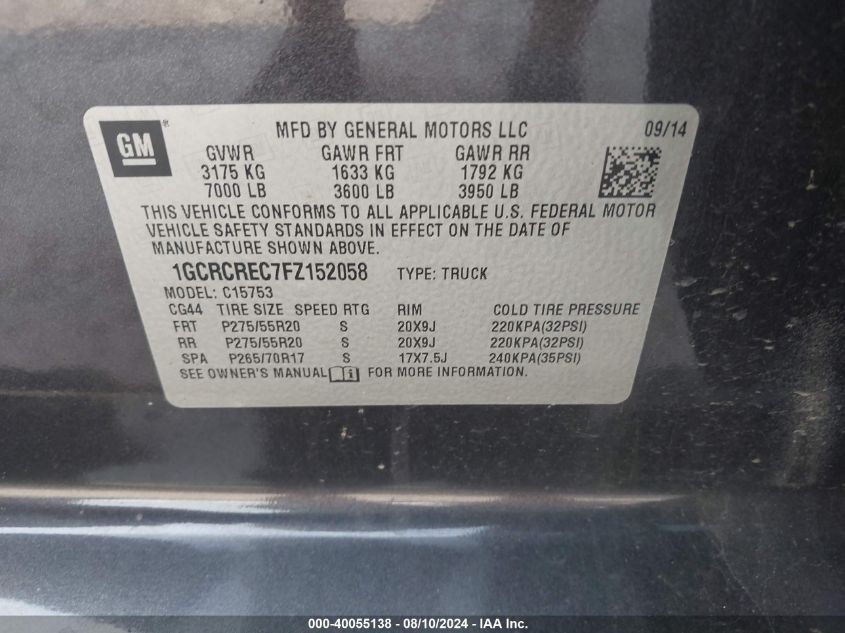 GM®
MFD BY GENERAL MOTORS LLC 09/14
GVWR GAWR FRT GAWR RR
3175 KG 1633 KG 1792 KG
7000 LB 3600 LB 3950 LB
THIS VEHICLE CONFORMS TO ALL APPLICABLE U.S. FEDERAL MOTOR
VEHICLE SAFETY STANDARDS IN EFFECT ON THE DATE OF
MANUFACTURE SHOWN ABOVE.
1GCRCREC7FZ152058 TYPE: TRUCK
MODEL: C15753
CG44 TIRE SIZE SPEED RTG RIM COLD TIRE PRESSURE
FRT P275/55R20 S 20X9J 220KPA(32PSI)
RR P275/55R20 S 20X9J 220KPA(32PSI)
SPA P265/70R17 S 17X7.5J 240KPA(35PSI)
SEE OWNER'S MANUAL FOR MORE INFORMATION.
000-40055138 - 08/10/2024 - IAA Inc.